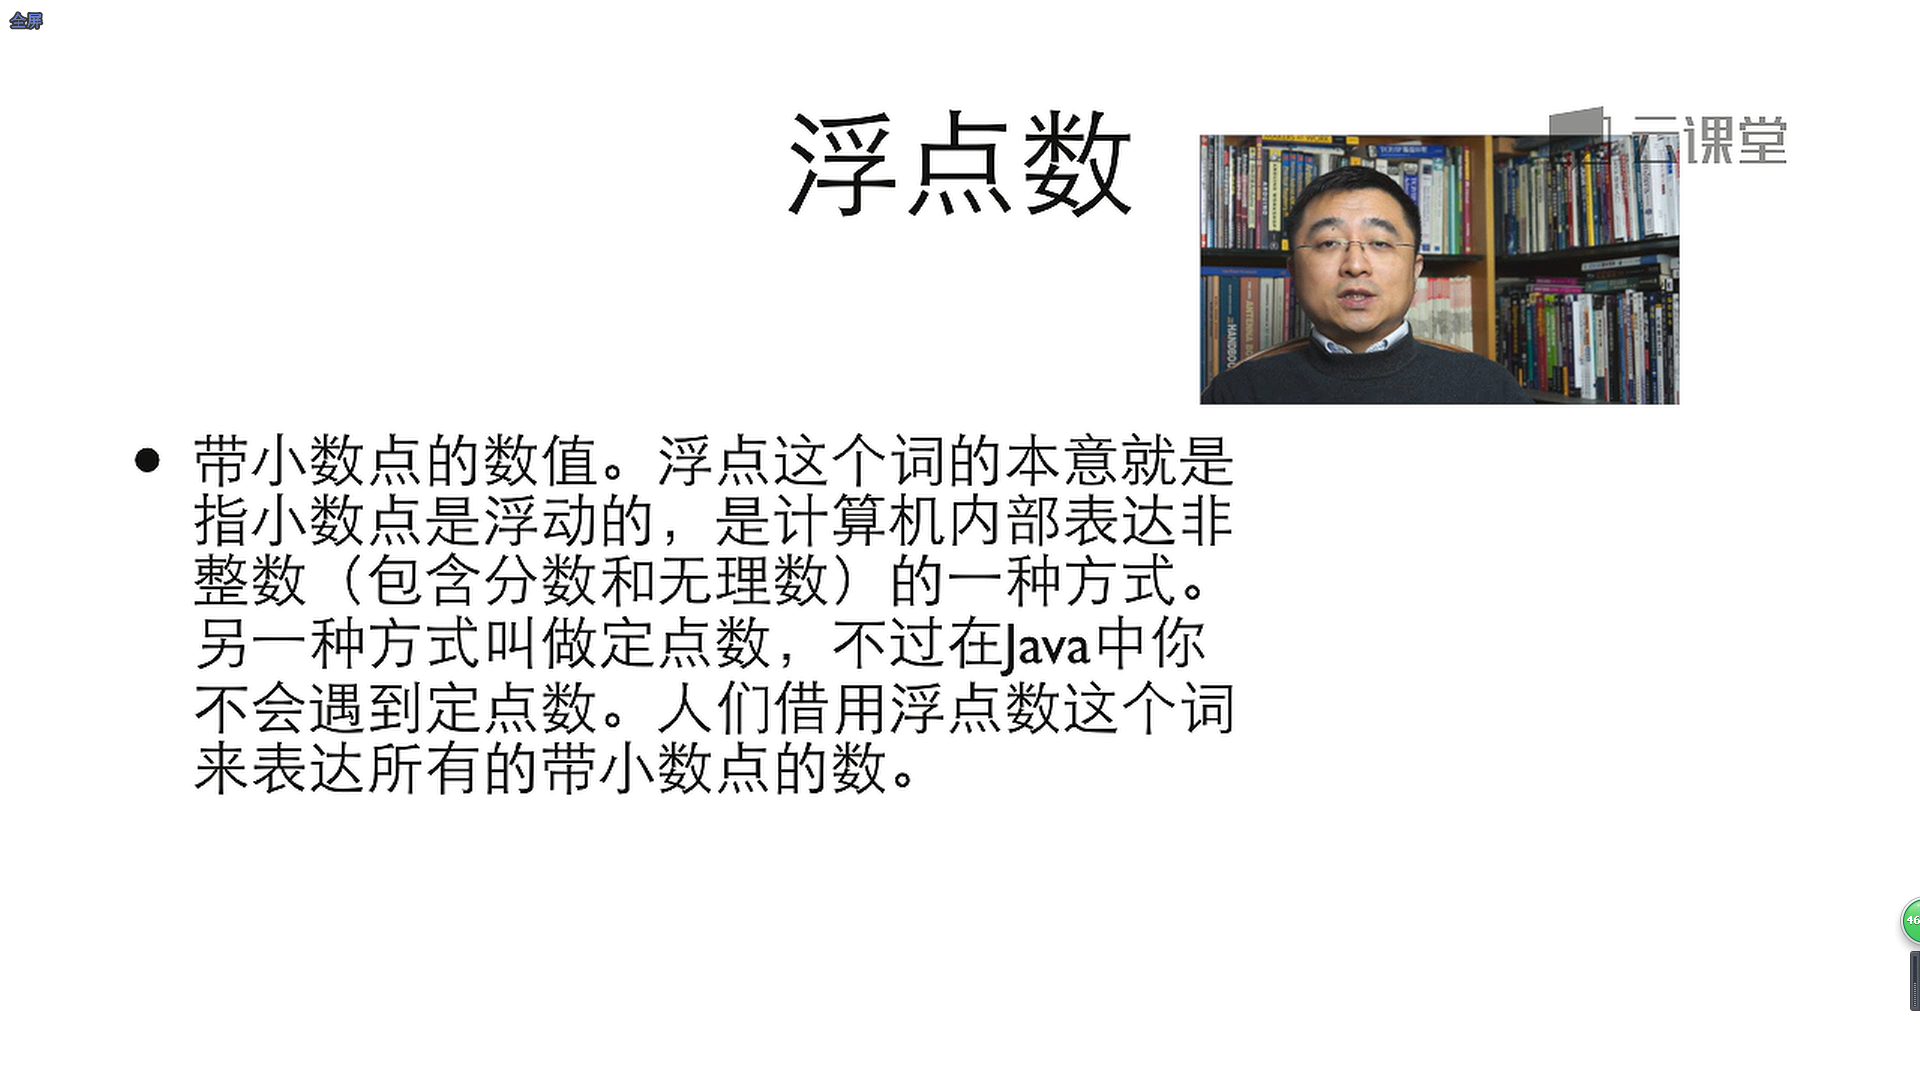 全屏
浮点数
云课堂
• 带小数点的数值。浮点这个词的本意就是
指小数点是浮动的，是计算机内部表达非
整数（包含分数和无理数）的一种方式。
另一种方式叫做定点数，不过在Java中你
不会遇到定点数。人们借用浮点数这个词
来表达所有的带小数点的数。
46